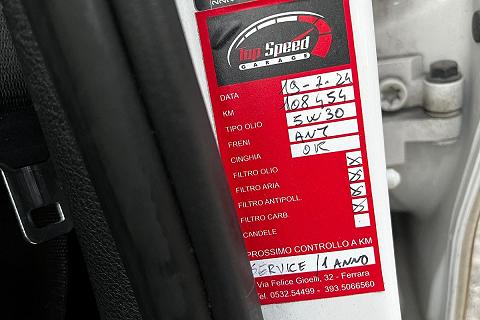 Top Speed
GARAGE
DATA 19-2-24
KM 108454
TIPO OLIO 5W30
FRENI ANT
CINGHIA OK
FILTRO OLIO X
FILTRO ARIA X
FILTRO ANTIPOLL. X
FILTRO CARB. X
CANDELE
PROSSIMO CONTROLLO A KM
SERVICE / 1 ANNO
Via Felice Gioelli, 32 - Ferrara
Tel. 0532.54499 - 393.5066560